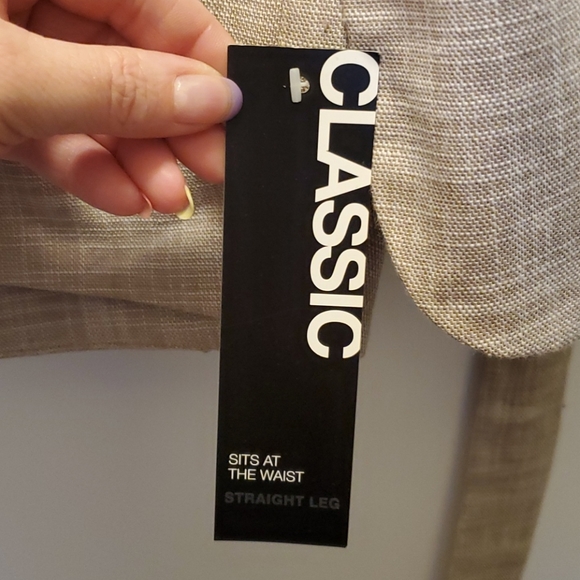 CLASSIC
SITS AT
THE WAIST
STRAIGHT LEG